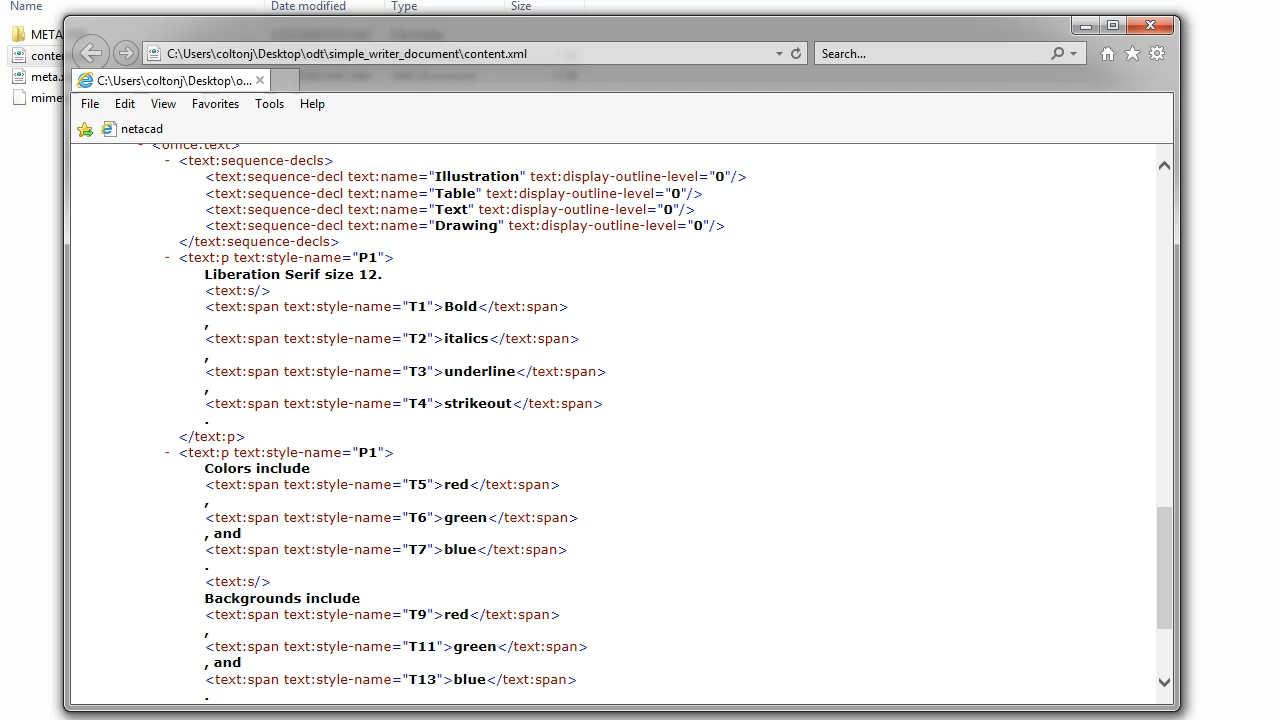 Name Date modified Type Size
META
conte
meta.x
mime
C:\Users\coltonj\Desktop\odt\simple_writer_document\content.xml
Search...
C:\Users\coltonj\Desktop\o...
File Edit View Favorites Tools Help
netacad
<office:text>
- <text:sequence-decls>
<text:sequence-decl text:name="Illustration" text:display-outline-level="0"/>
<text:sequence-decl text:name="Table" text:display-outline-level="0"/>
<text:sequence-decl text:name="Text" text:display-outline-level="0"/>
<text:sequence-decl text:name="Drawing" text:display-outline-level="0"/>
</text:sequence-decls>
- <text:p text:style-name="P1">
Liberation Serif size 12.
<text:s/>
<text:span text:style-name="T1">Bold</text:span>
,
<text:span text:style-name="T2">italics</text:span>
,
<text:span text:style-name="T3">underline</text:span>
,
<text:span text:style-name="T4">strikeout</text:span>
.
</text:p>
- <text:p text:style-name="P1">
Colors include
<text:span text:style-name="T5">red</text:span>
,
<text:span text:style-name="T6">green</text:span>
, and
<text:span text:style-name="T7">blue</text:span>
.
<text:s/>
Backgrounds include
<text:span text:style-name="T9">red</text:span>
,
<text:span text:style-name="T11">green</text:span>
, and
<text:span text:style-name="T13">blue</text:span>
.